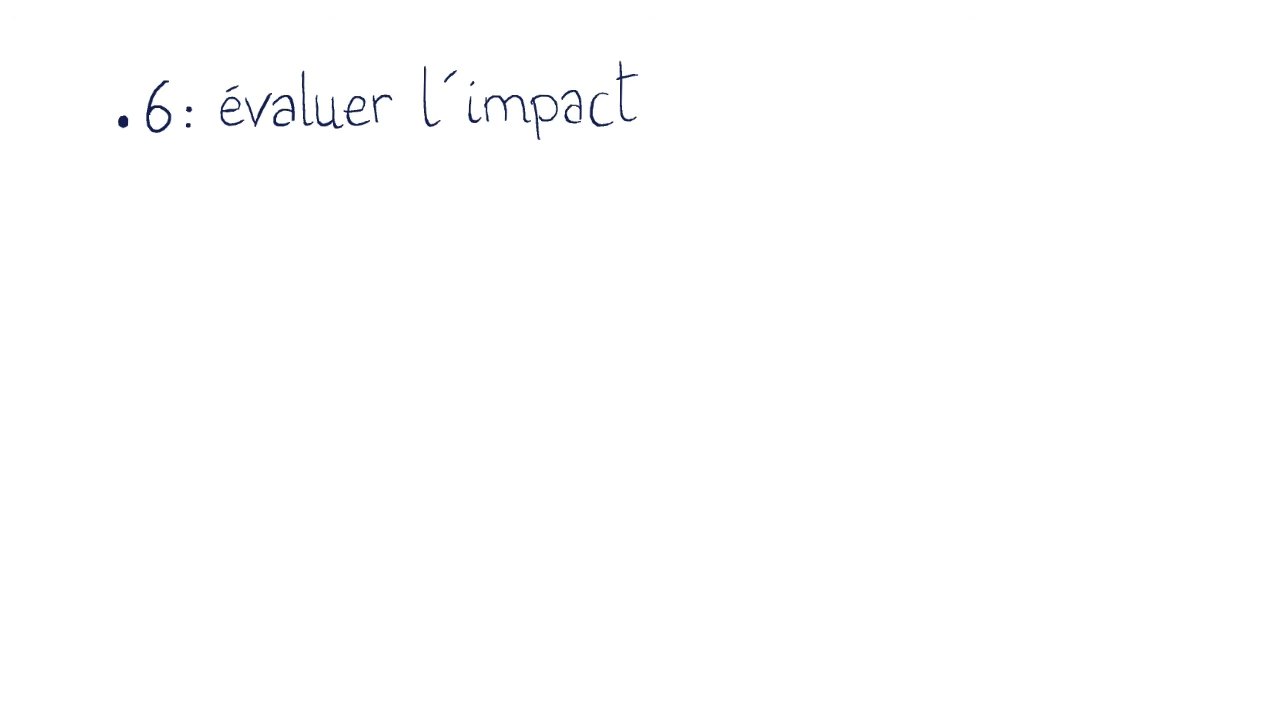 • 6 : évaluer l'impact